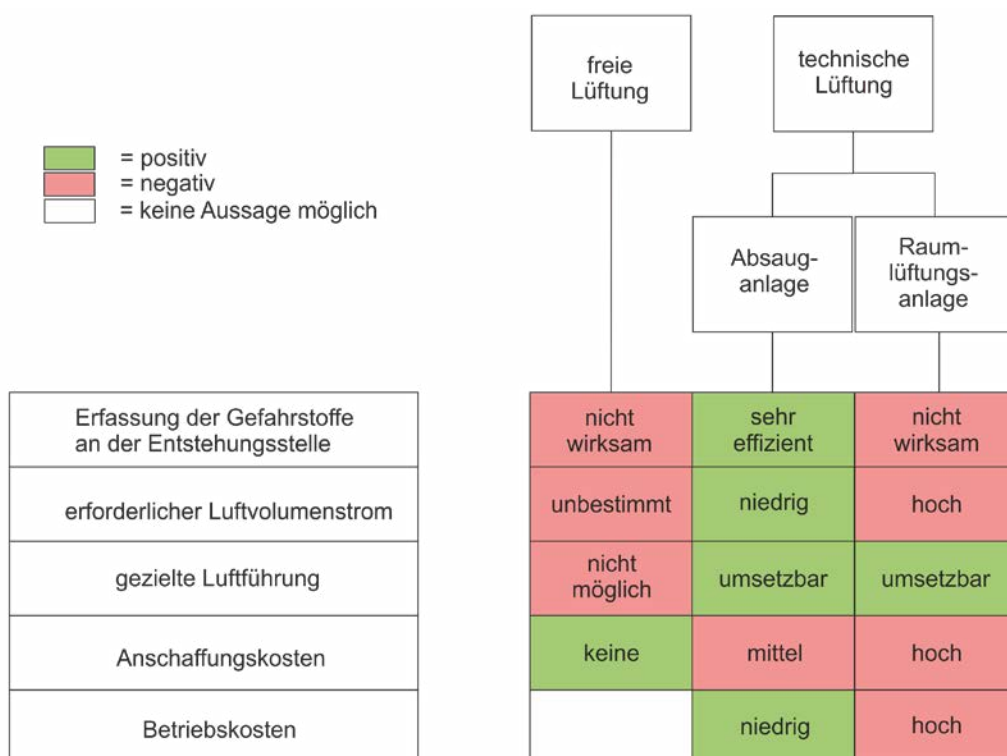 freie
Lüftung
technische
Lüftung
= positiv
= negativ
= keine Aussage möglich
Absaug-
anlage
Raum-
lüftungs-
anlage
Erfassung der Gefahrstoffe
an der Entstehungsstelle
nicht
wirksam
sehr
effizient
nicht
wirksam
erforderlicher Luftvolumenstrom
unbestimmt
niedrig
hoch
gezielte Luftführung
nicht
möglich
umsetzbar
umsetzbar
Anschaffungskosten
keine
mittel
hoch
Betriebskosten
niedrig
hoch